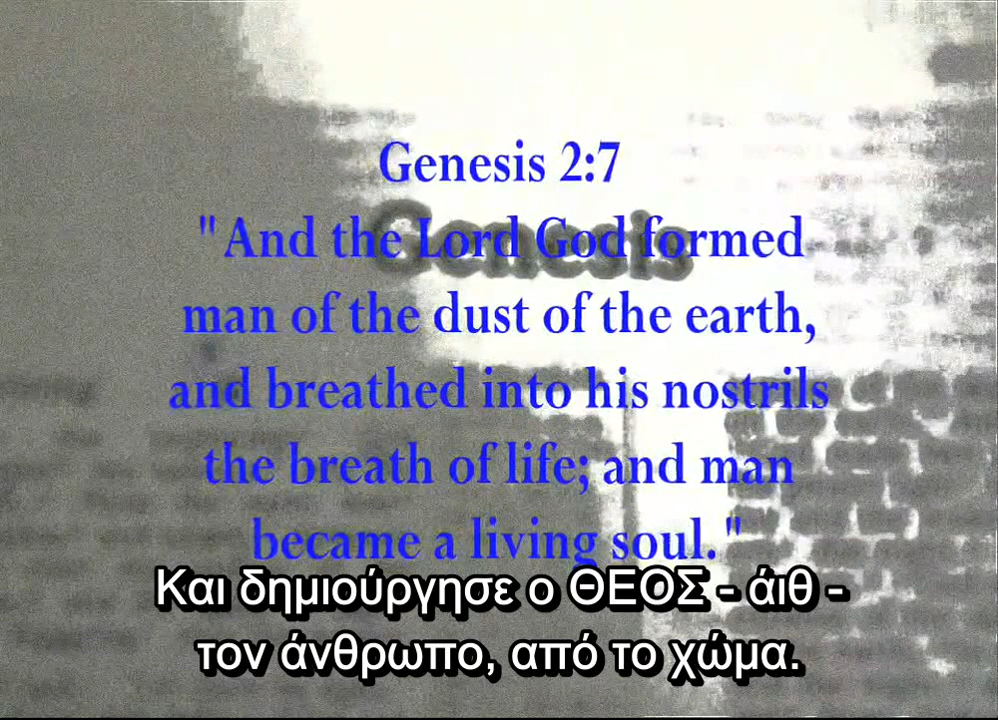 Genesis 2:7
"And the Lord God formed
man of the dust of the earth,
and breathed into his nostrils
the breath of life; and man
became a living soul."
Genesis
Και δημιούργησε ο ΘΕΟΣ - άιθ -
τον άνθρωπο, από το χώμα.